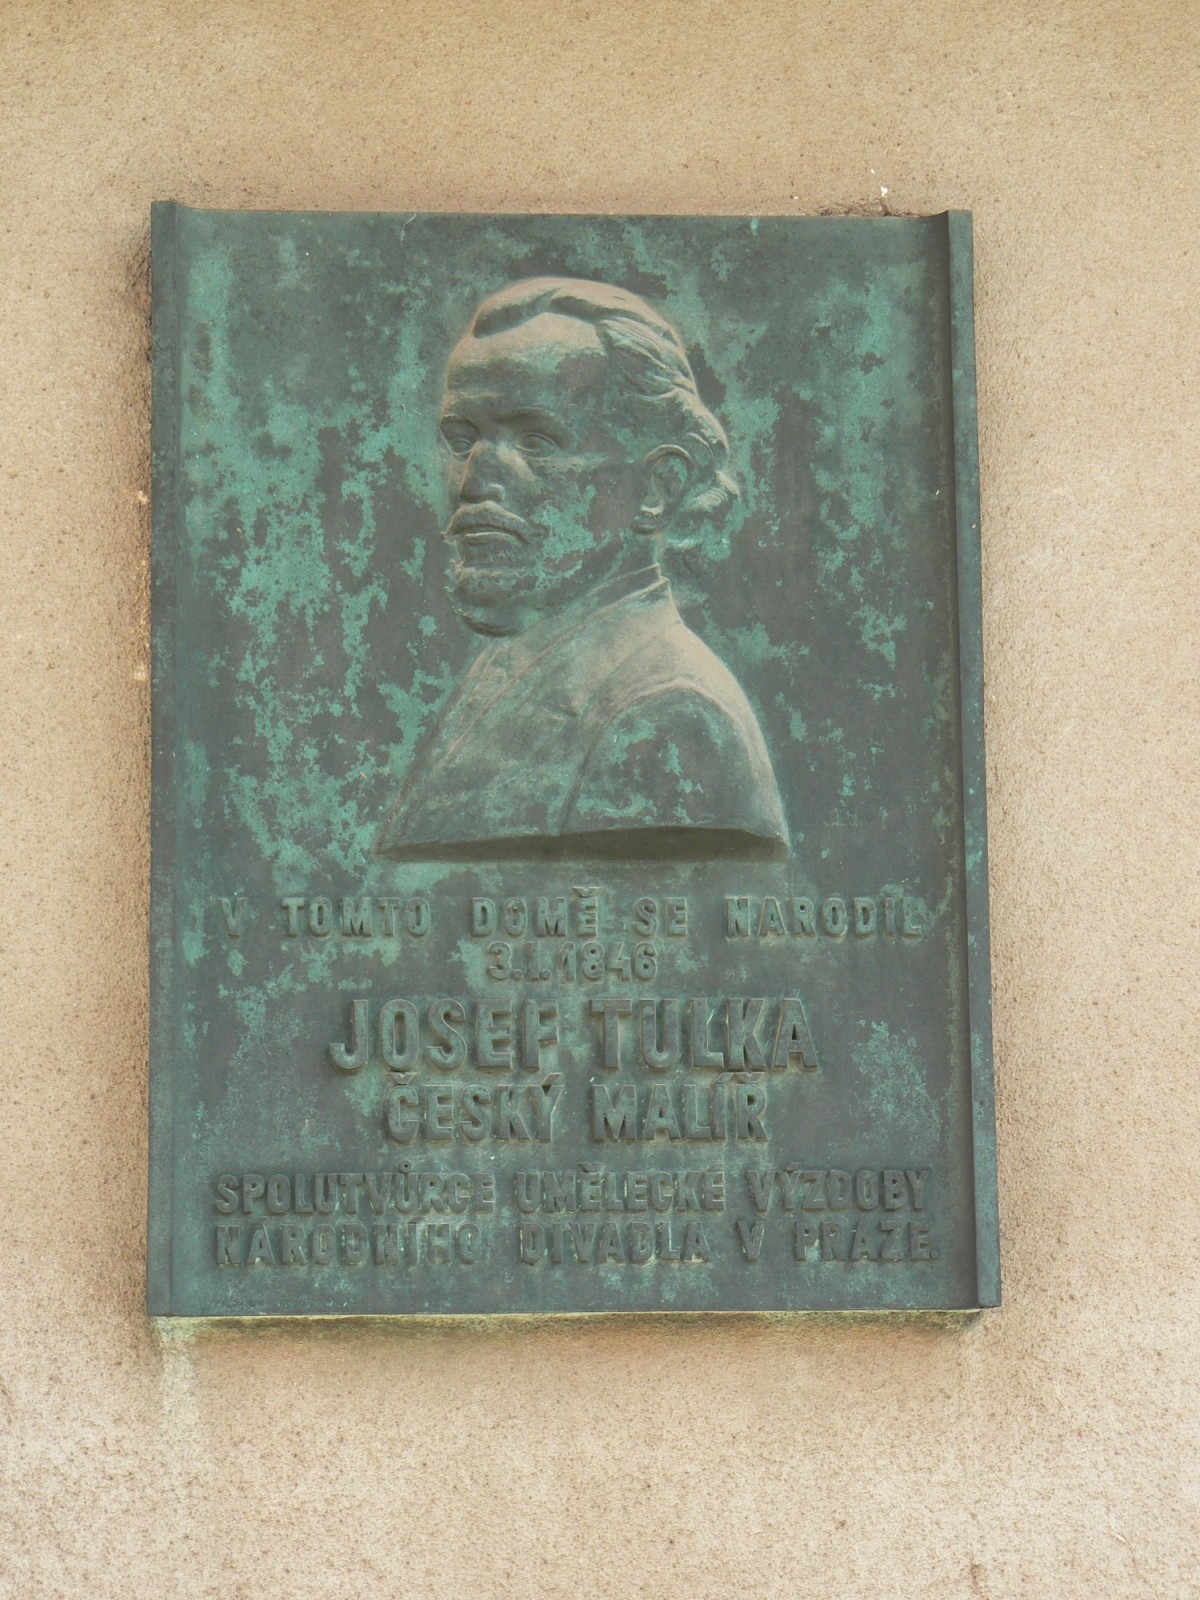 V TOMTO DOMĚ SE NARODIL
3.I.1846
JOSEF TULKA
ČESKÝ MALÍŘ
SPOLUTVŮRCE UMĚLECKÉ VÝZDOBY
NÁRODNÍHO DIVADLA V PRAZE.